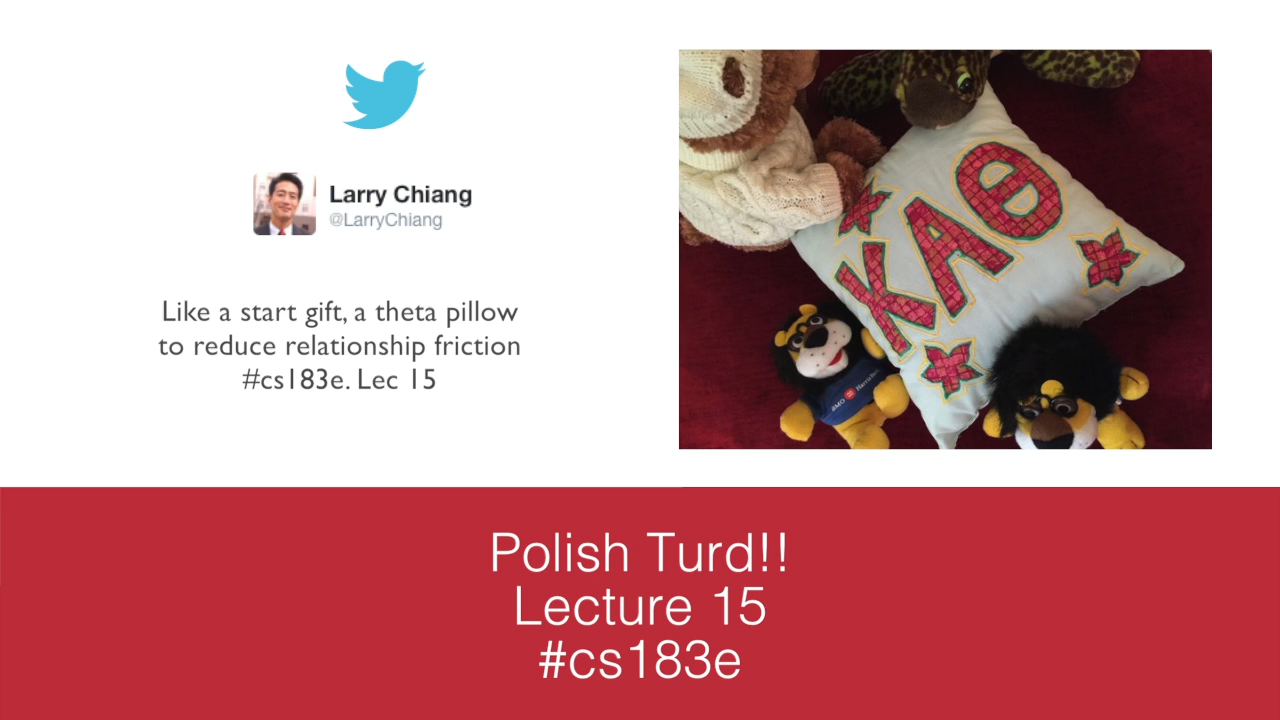 Larry Chiang
@LarryChiang
Like a start gift, a theta pillow
to reduce relationship friction
#cs183e. Lec 15
ΚΑΘ
Polish Turd!!
Lecture 15
#cs183e